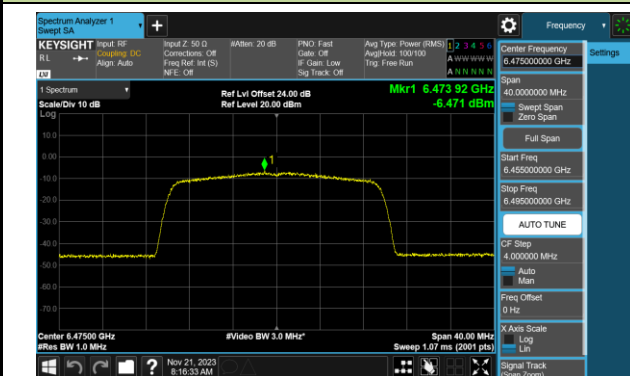 Spectrum Analyzer 1
Swept SA
Frequency
KEYSIGHT
RL
LXI
Input: RF
Coupling: DC
Align: Auto
Input Z: 50 Ω
Corrections: Off
Freq Ref: Int (S)
NFE: Off
#Atten: 20 dB
PNO: Fast
Gate: Off
IF Gain: Low
Sig Track: Off
Avg Type: Power (RMS)
Avg|Hold: 100/100
Trig: Free Run
1 2 3 4 5 6
A W W W W W
A N N N N N
1 Spectrum
Scale/Div 10 dB
Log
Ref Lvl Offset 24.00 dB
Ref Level 20.00 dBm
Mkr1 6.473 92 GHz
-6.471 dBm
1
10.0
0.00
-10.0
-20.0
-30.0
-40.0
-50.0
-60.0
-70.0
Center 6.47500 GHz
#Res BW 1.0 MHz
#Video BW 3.0 MHz*
Span 40.00 MHz
Sweep 1.07 ms (2001 pts)
?
Nov 21, 2023
8:16:33 AM
Center Frequency
6.475000000 GHz
Span
40.0000000 MHz
Swept Span
Zero Span
Full Span
Start Freq
6.455000000 GHz
Stop Freq
6.495000000 GHz
AUTO TUNE
CF Step
4.000000 MHz
Auto
Man
Freq Offset
0 Hz
X Axis Scale
Log
Lin
Signal Track
(Span Zoom)
Settings